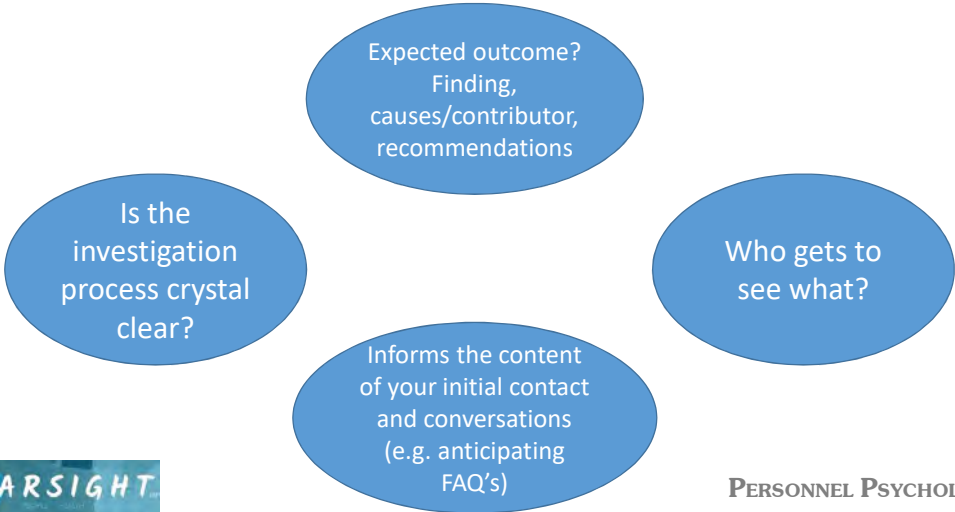 Expected outcome?
Finding,
causes/contributor,
recommendations
Is the
investigation
process crystal
clear?
Who gets to
see what?
Informs the content
of your initial contact
and conversations
(e.g. anticipating
FAQ's)
ARSIGHT
PERSONNEL PSYCHOL